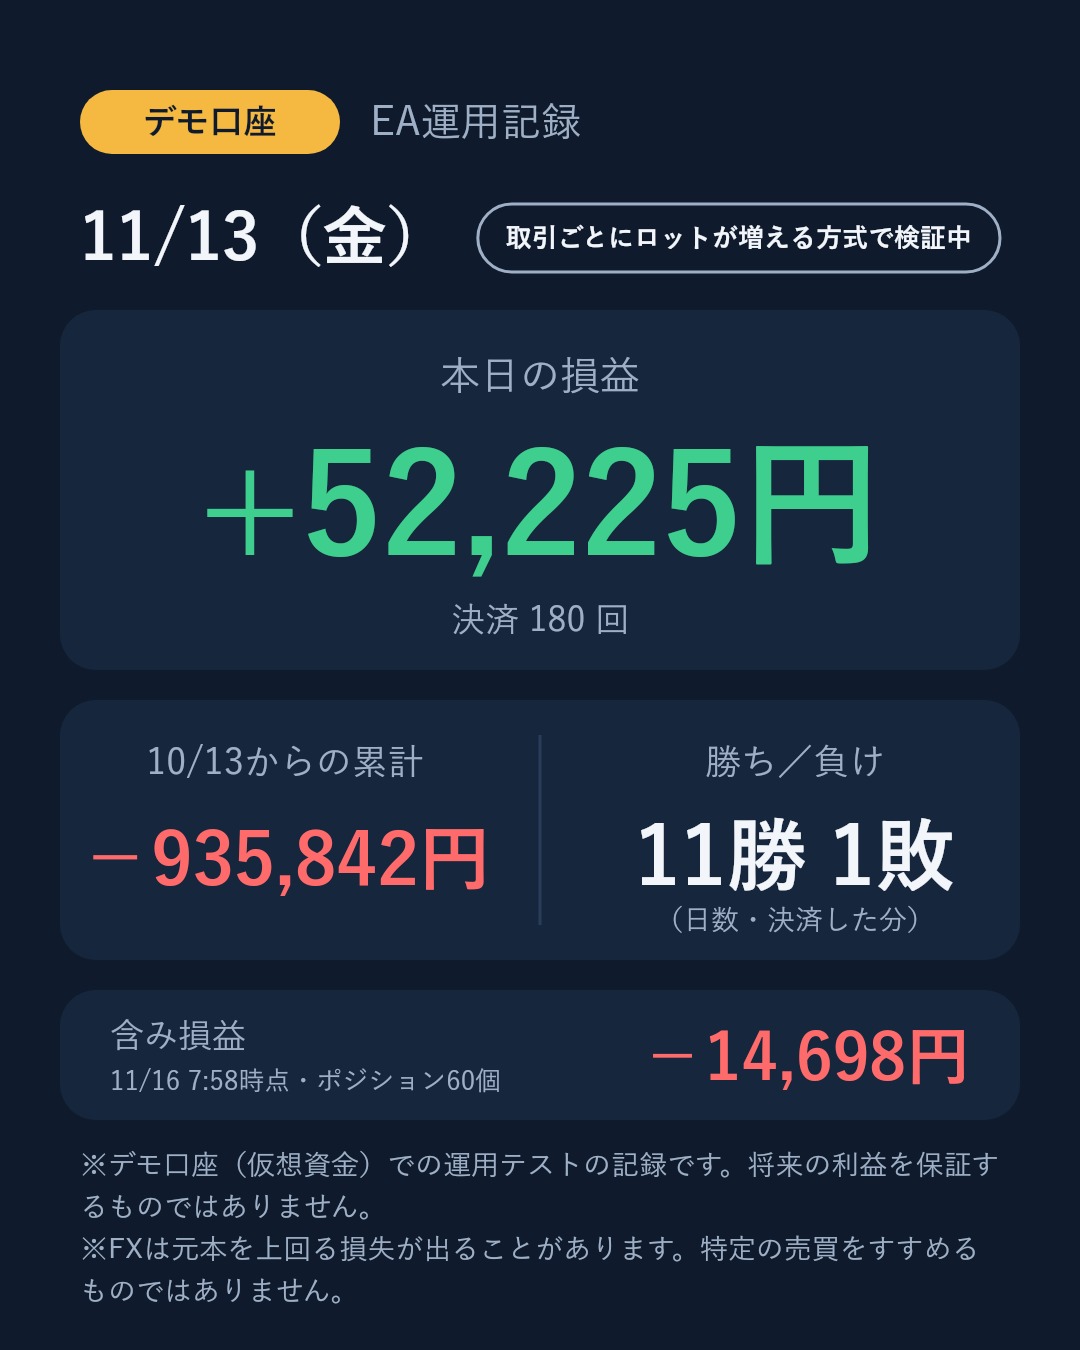 デモ口座
EA運用記録
11/13（金）
取引ごとにロットが増える方式で検証中
本日の損益
+52,225円
決済 180 回
10/13からの累計
－935,842円
勝ち／負け
11勝 1敗
（日数・決済した分）
含み損益
11/16 7:58時点・ポジション60個
－14,698円
※デモ口座（仮想資金）での運用テストの記録です。将来の利益を保証す
るものではありません。
※FXは元本を上回る損失が出ることがあります。特定の売買をすすめる
ものではありません。